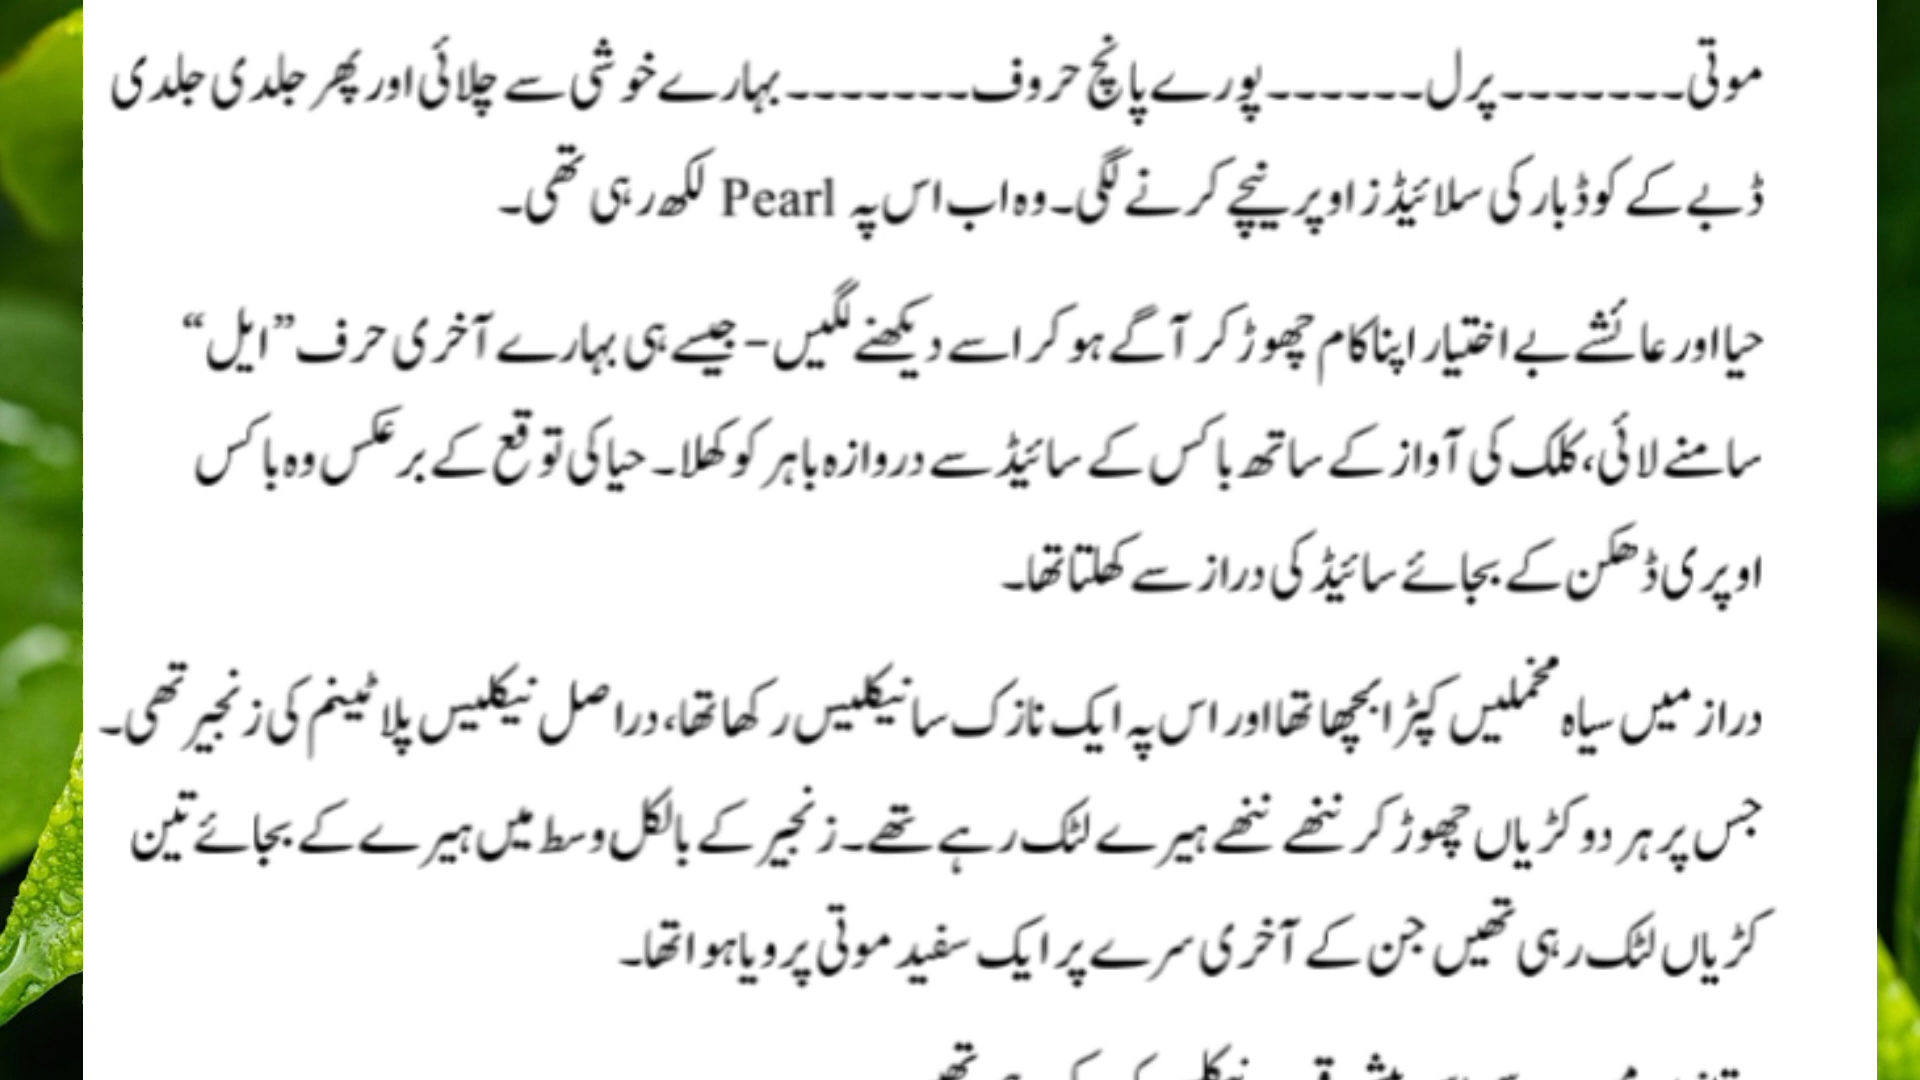 موتی۔۔۔۔۔۔۔پرل۔۔۔۔۔۔پورے پانچ حروف۔۔۔۔۔۔۔بہارے خوشی سے چلائی اور پھر جلدی جلدی
ڈبے کے کوڈ بار کی سلائیڈز اوپر نیچے کرنے لگی۔وہ اب اس پہ Pearl لکھ رہی تھی۔
حیا اور عائشے بے اختیار اپنا کام چھوڑ کر آگے ہو کر اسے دیکھنے لگیں-جیسے ہی بہارے آخری حرف”ایل“
سامنے لائی، کلک کی آواز کے ساتھ باکس کے سائیڈ سے دروازہ باہر کو کھلا۔حیا کی توقع کے برعکس وہ باکس
اوپری ڈھکن کے بجائے سائیڈ کی دراز سے کھلتا تھا۔
دراز میں سیاہ مخملیں کپڑا بچھا تھا اور اس پہ ایک نازک سا نیکلیس رکھا تھا، دراصل نیکلیس پلاٹینم کی زنجیر تھی۔
جس پر ہر دو کڑیاں چھوڑ کر ننھے ننھے ہیرے لٹک رہے تھے۔زنجیر کے بالکل وسط میں ہیرے کے بجائے تین
کڑیاں لٹک رہی تھیں جن کے آخری سرے پر ایک سفید موتی پرویا ہوا تھا۔